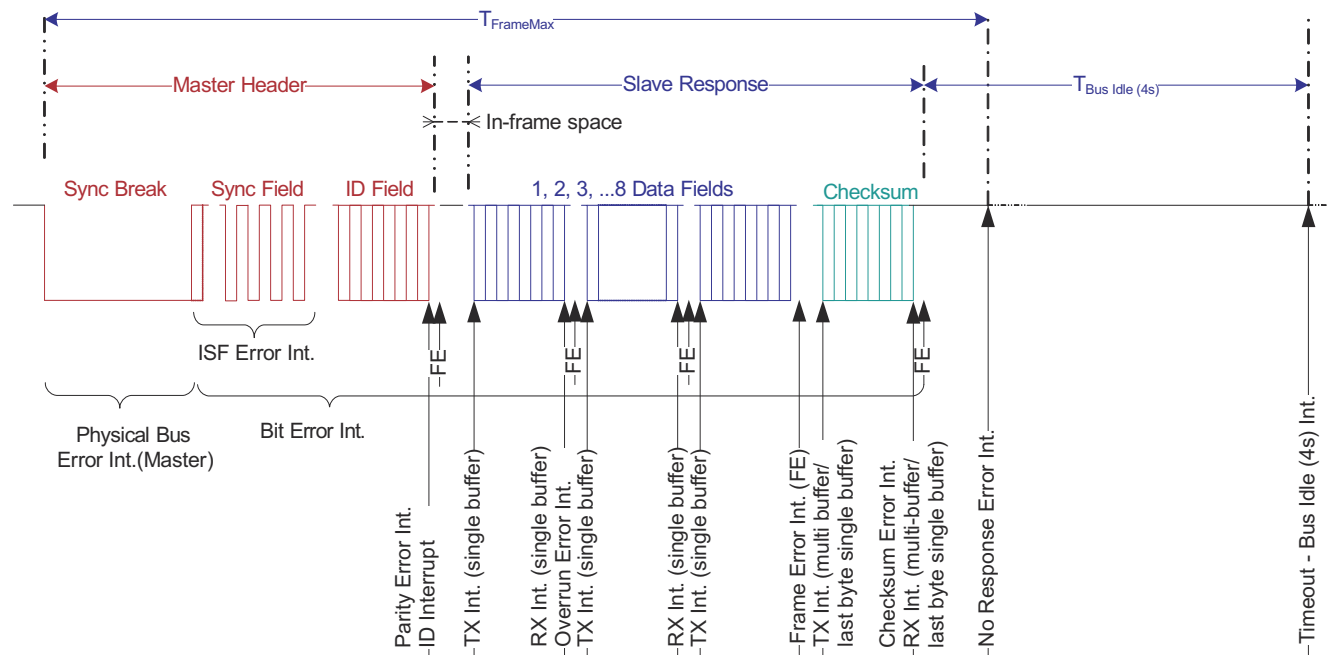 T FrameMax
Master Header
Slave Response
T Bus Idle (4s)
In-frame space
Sync Break
Sync Field
ID Field
1, 2, 3, ...8 Data Fields
Checksum
ISF Error Int.
FE
FE
FE
FE
Physical Bus
Error Int.(Master)
Bit Error Int.
Parity Error Int.
ID Interrupt
TX Int. (single buffer)
RX Int. (single buffer)
Overrun Error Int.
TX Int. (single buffer)
RX Int. (single buffer)
TX Int. (single buffer)
Frame Error Int. (FE)
TX Int. (multi buffer/
last byte single buffer)
Checksum Error Int.
RX Int. (multi-buffer/
last byte single buffer)
No Response Error Int.
Timeout - Bus Idle (4s) Int.